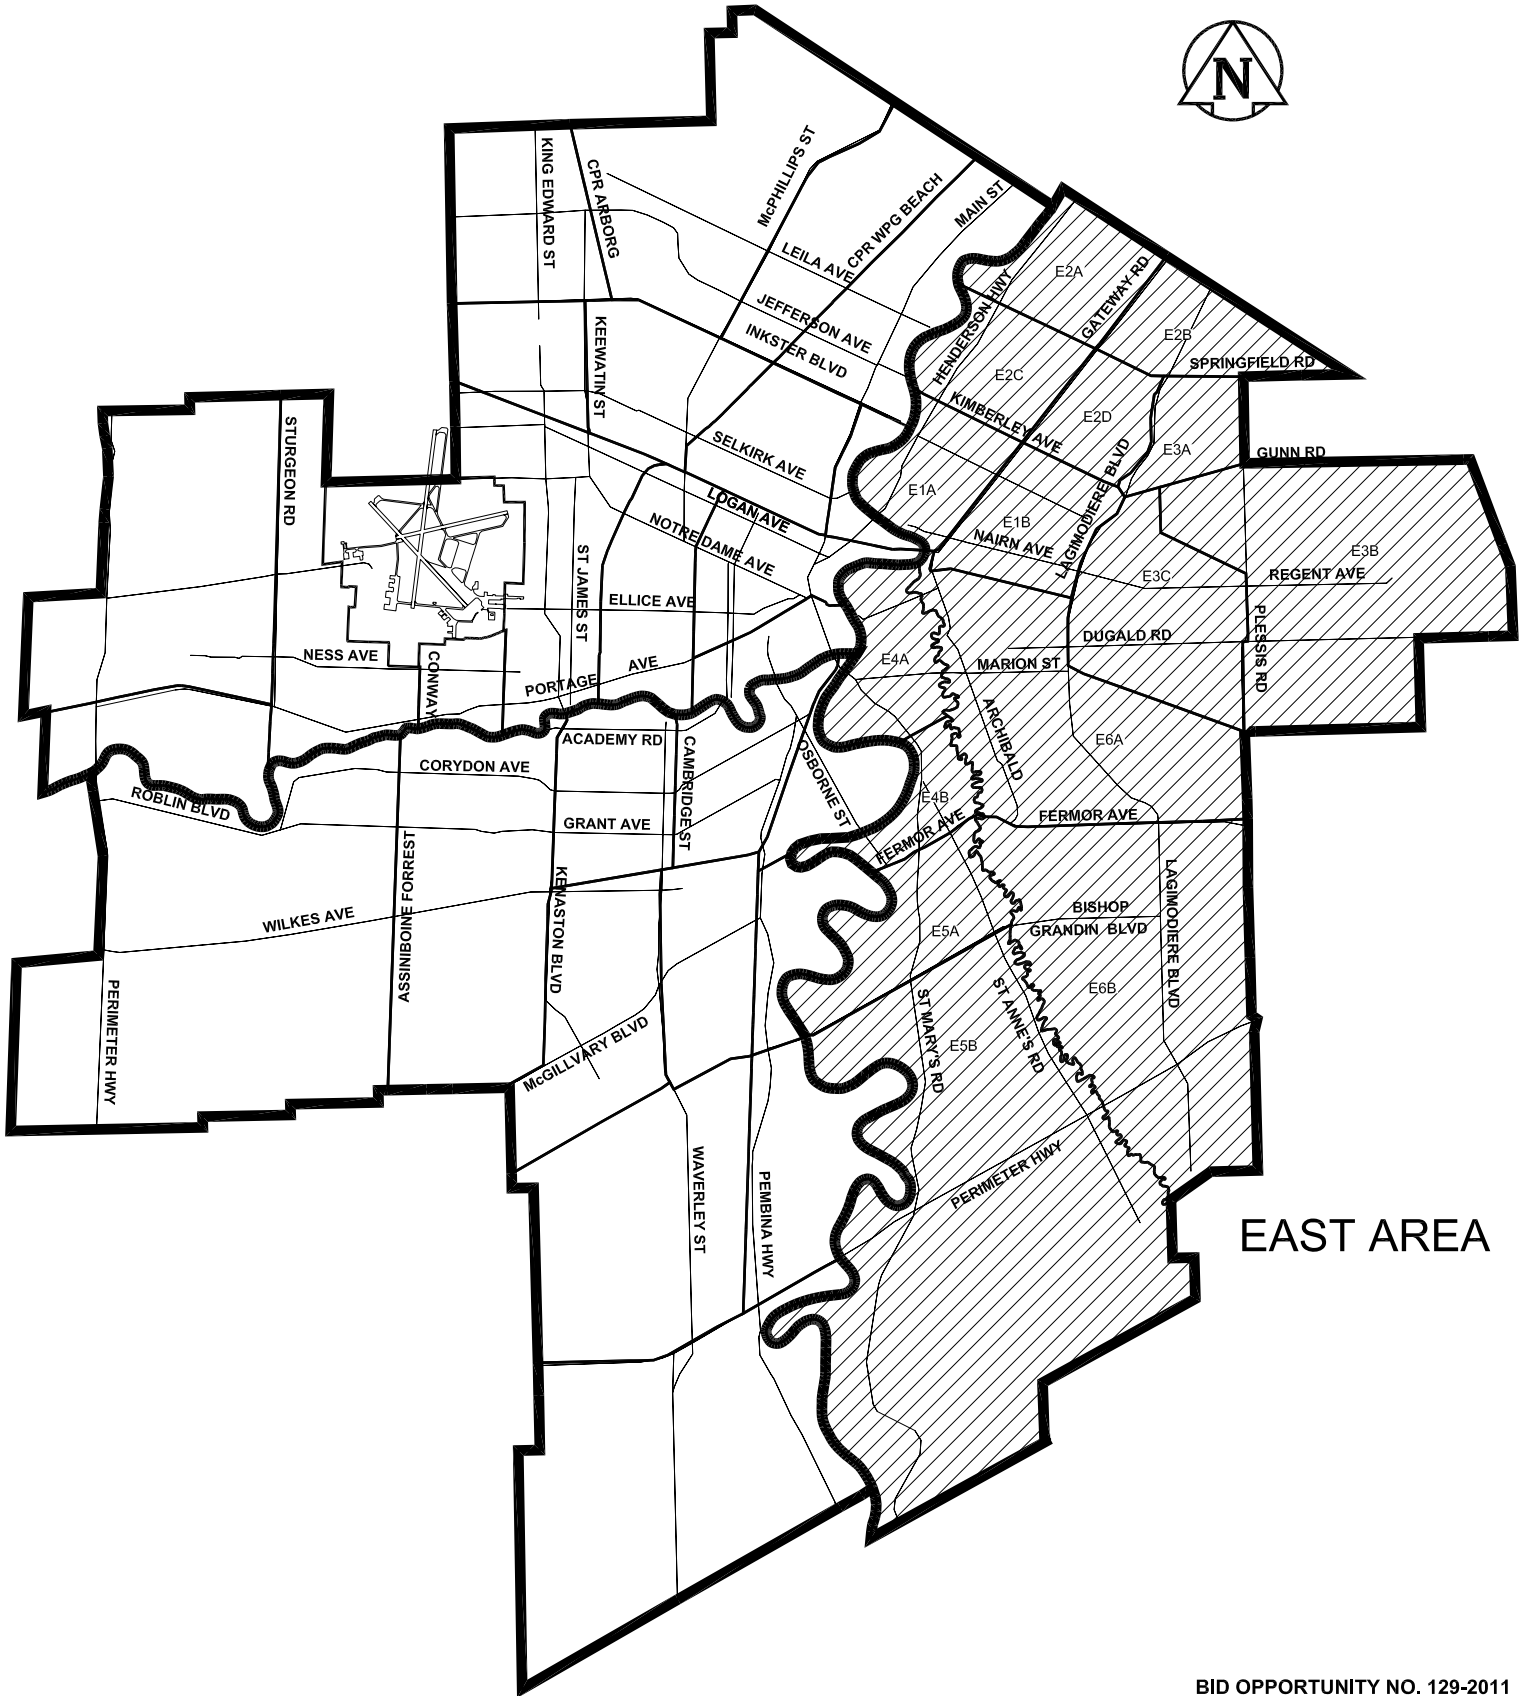 N
KING EDWARD ST
CPR ARBORG
McPHILLIPS ST
CPR WPG BEACH
MAIN ST
LEILA AVE
JEFFERSON AVE
INKSTER BLVD
KEEWATIN ST
HENDERSON HWY
E2A
GATEWAY RD
E2B
SPRINGFIELD RD
E2C
KIMBERLEY AVE
E2D
STURGEON RD
SELKIRK AVE
LAGIMODIERE BLVD
E3A
GUNN RD
LOGAN AVE
NOTRE DAME AVE
E1A
E1B
NAIRN AVE
E3B
E3C
REGENT AVE
ST JAMES ST
ELLICE AVE
PLESSIS RD
DUGALD RD
NESS AVE
CONWAY
PORTAGE
AVE
E4A
MARION ST
ARCHIBALD
E6A
ACADEMY RD
CAMBRIDGE ST
OSBORNE ST
CORYDON AVE
ROBLIN BLVD
GRANT AVE
E4B
FERMOR AVE
FERMOR AVE
ASSINIBOINE FORREST
KENASTON BLVD
WILKES AVE
LAGIMODIERE BLVD
BISHOP
GRANDIN BLVD
E5A
PERIMETER HWY
McGILLVARY BLVD
ST MARY'S RD
ST ANNE'S RD
E5B
E6B
WAVERLEY ST
PEMBINA HWY
PERIMETER HWY
EAST AREA
BID OPPORTUNITY NO. 129-2011